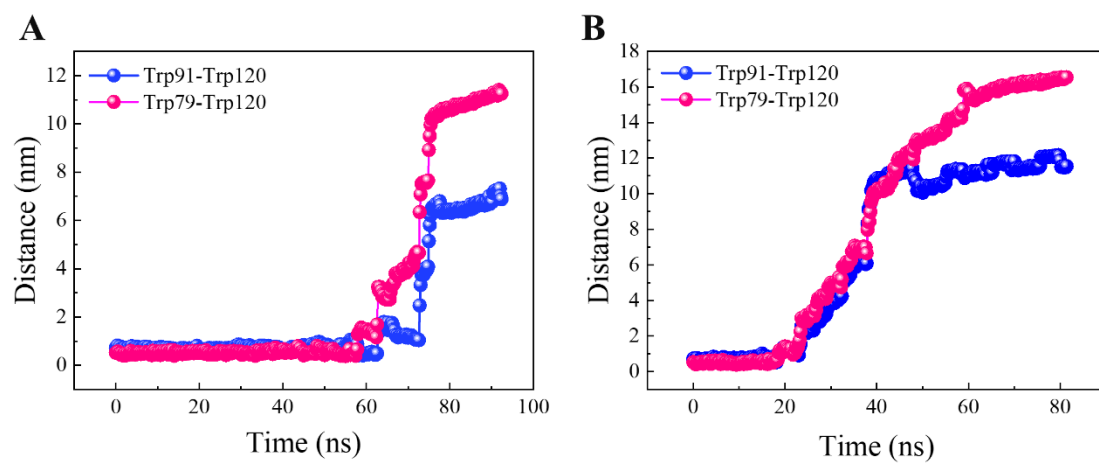 A
Trp91-Trp120
Trp79-Trp120
Distance (nm)
12
10
8
6
4
2
0
0 20 40 60 80 100
Time (ns)
B
Trp91-Trp120
Trp79-Trp120
Distance (nm)
18
16
14
12
10
8
6
4
2
0
0 20 40 60 80
Time (ns)